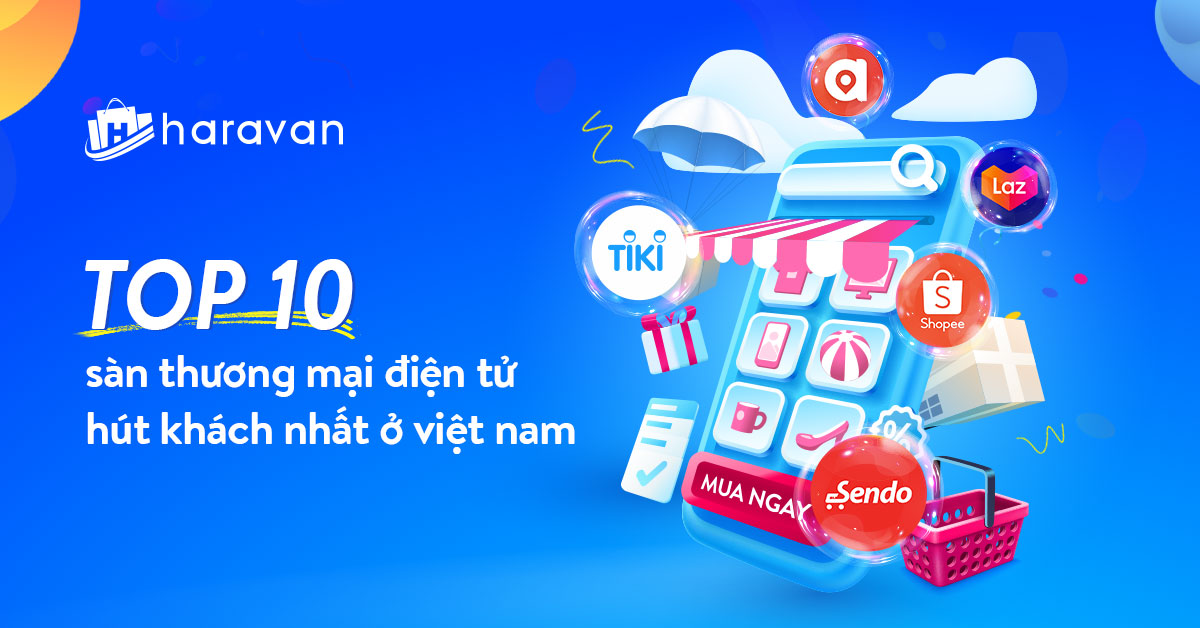 haravan
TOP 10
sàn thương mại điện tử
hút khách nhất ở việt nam
a
Laz
TIKI
S
Shopee
%
MUA NGAY
Sendo